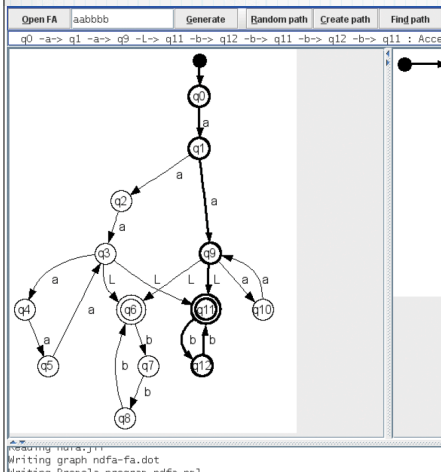 Open FA aabbbb Generate Random path Create path Find path
q0 -a-> q1 -a-> q9 -L-> q11 -b-> q12 -b-> q11 -b-> q12 -b-> q11 : Acce
q0
a
q1
a a
q2
a
q3 q9
a L L L L a a
q4 q6 q11 q10
a a b b b
q5 q7 q12
b b
q8
Writing graph ndfa-fa.dot